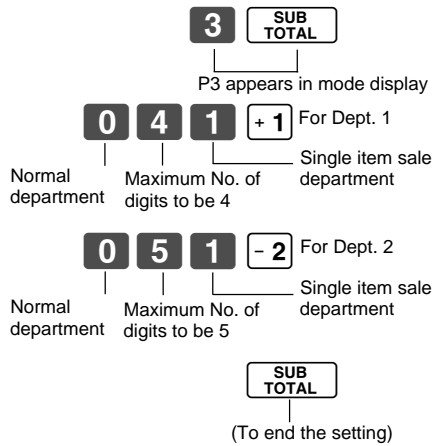 3 SUB TOTAL
P3 appears in mode display
0 4 1 + 1 For Dept. 1
Normal department
Maximum No. of digits to be 4
Single item sale department
0 5 1 - 2 For Dept. 2
Normal department
Maximum No. of digits to be 5
Single item sale department
SUB TOTAL
(To end the setting)